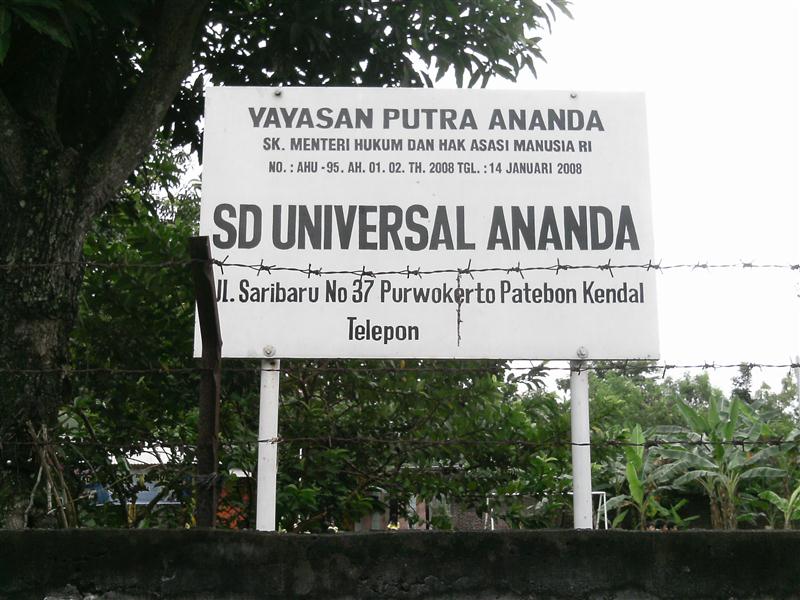 YAYASAN PUTRA ANANDA
SK. MENTERI HUKUM DAN HAK ASASI MANUSIA RI
NO. : AHU - 95. AH. 01. 02. TH. 2008 TGL. : 14 JANUARI 2008
SD UNIVERSAL ANANDA
Jl. Saribaru No 37 Purwokerto Patebon Kendal
Telepon